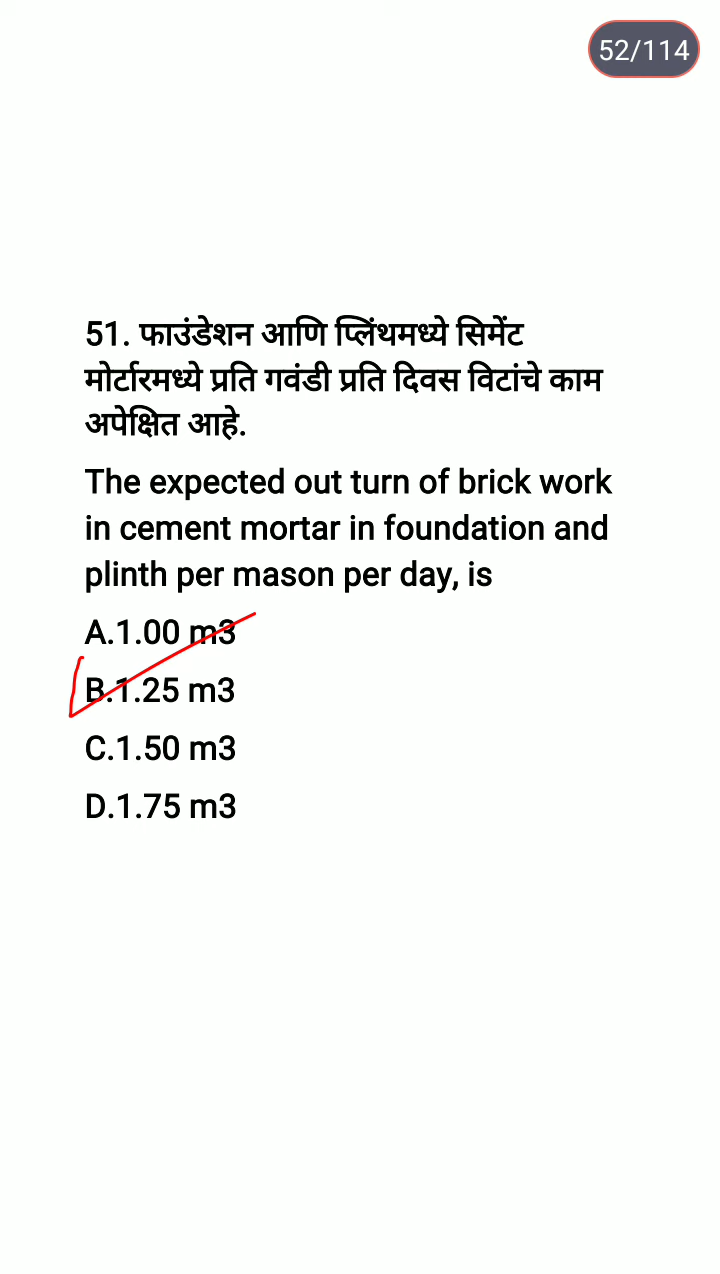 52/114
51. फाउंडेशन आणि प्लिंथमध्ये सिमेंट
मोर्टारमध्ये प्रति गवंडी प्रति दिवस विटांचे काम
अपेक्षित आहे.
The expected out turn of brick work
in cement mortar in foundation and
plinth per mason per day, is
A.1.00 m3
B.1.25 m3
C.1.50 m3
D.1.75 m3